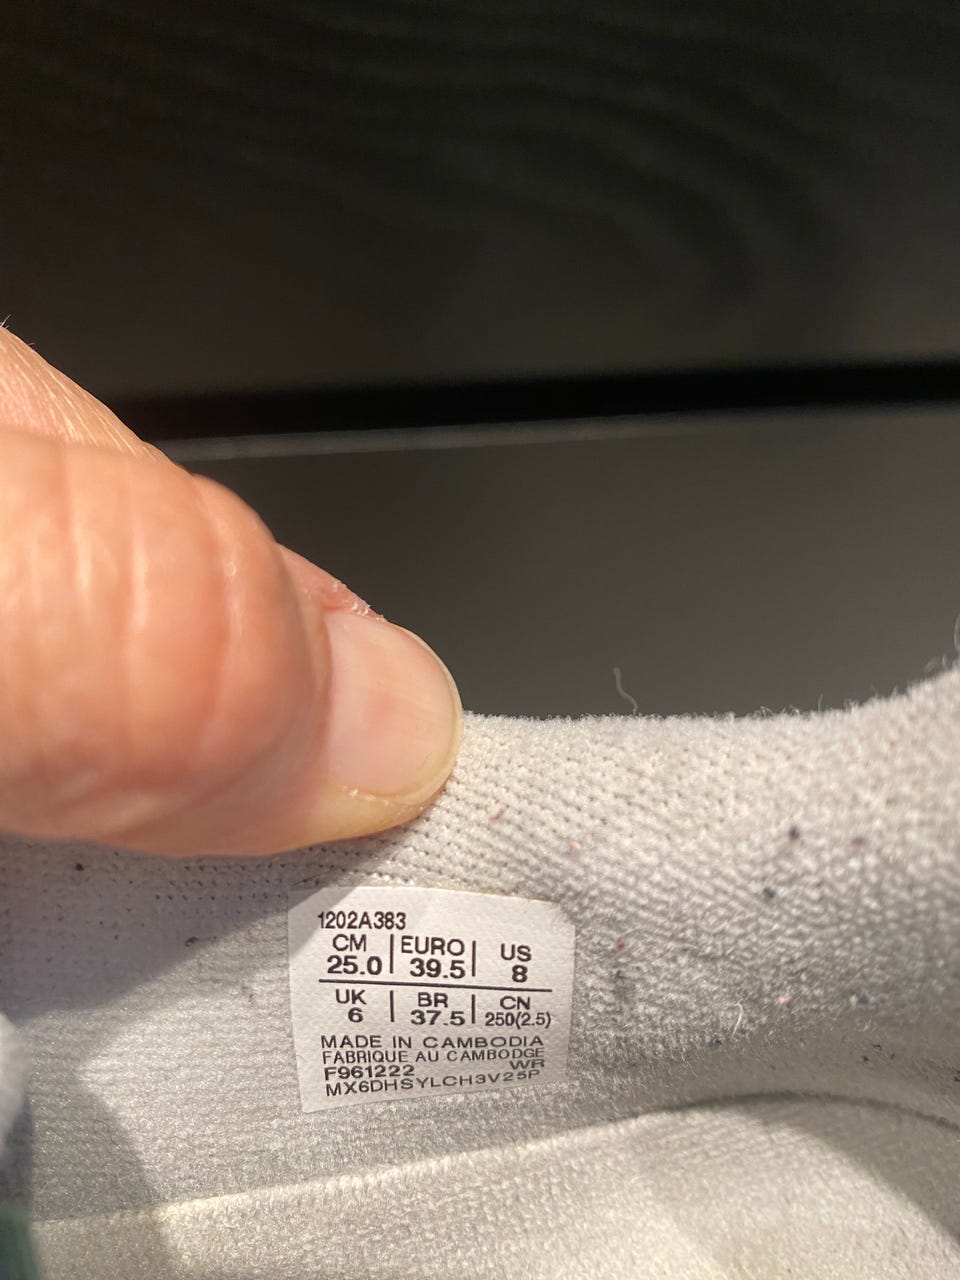 1202A383
CM EURO US
25.0 39.5 8
UK BR CN
6 37.5 250(2.5)
MADE IN CAMBODIA
FABRIQUE AU CAMBODGE
F961222 WR
MX6DHSYLCH3V25P